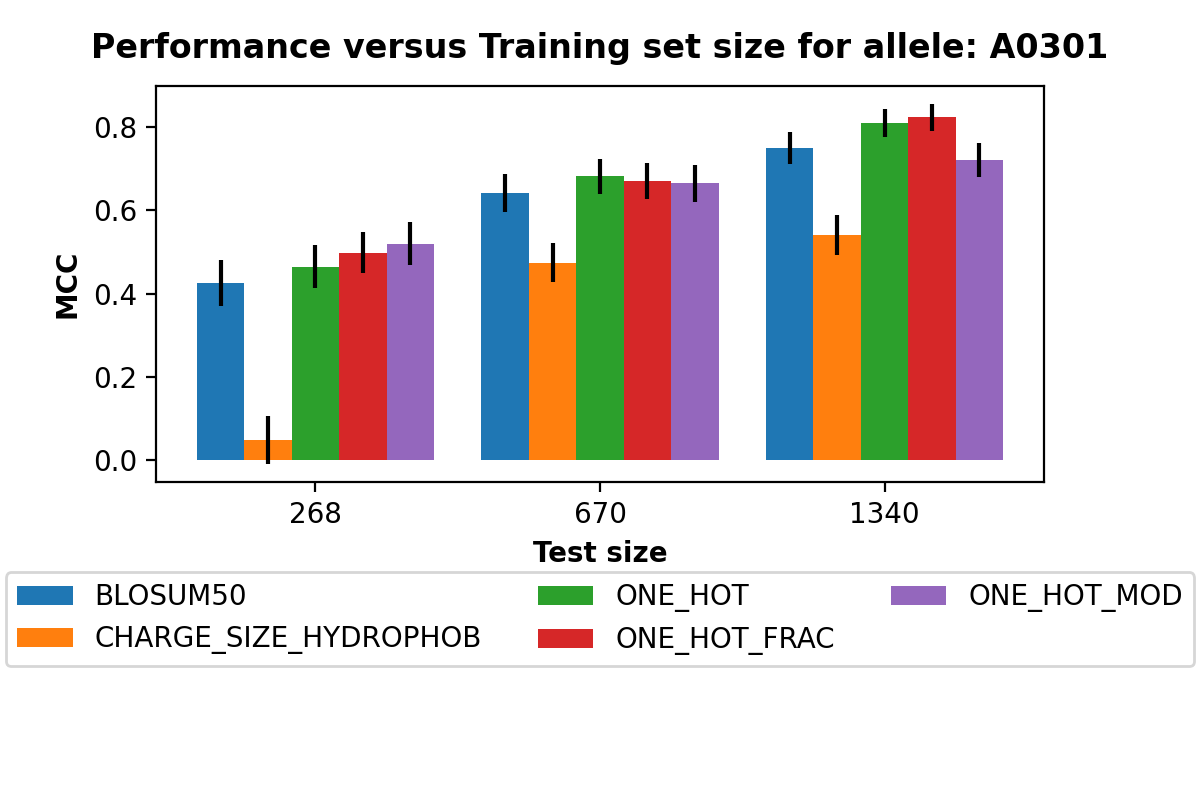 Performance versus Training set size for allele: A0301
MCC
0.8
0.6
0.4
0.2
0.0
268 670 1340
Test size
BLOSUM50 ONE_HOT ONE_HOT_MOD
CHARGE_SIZE_HYDROPHOB ONE_HOT_FRAC